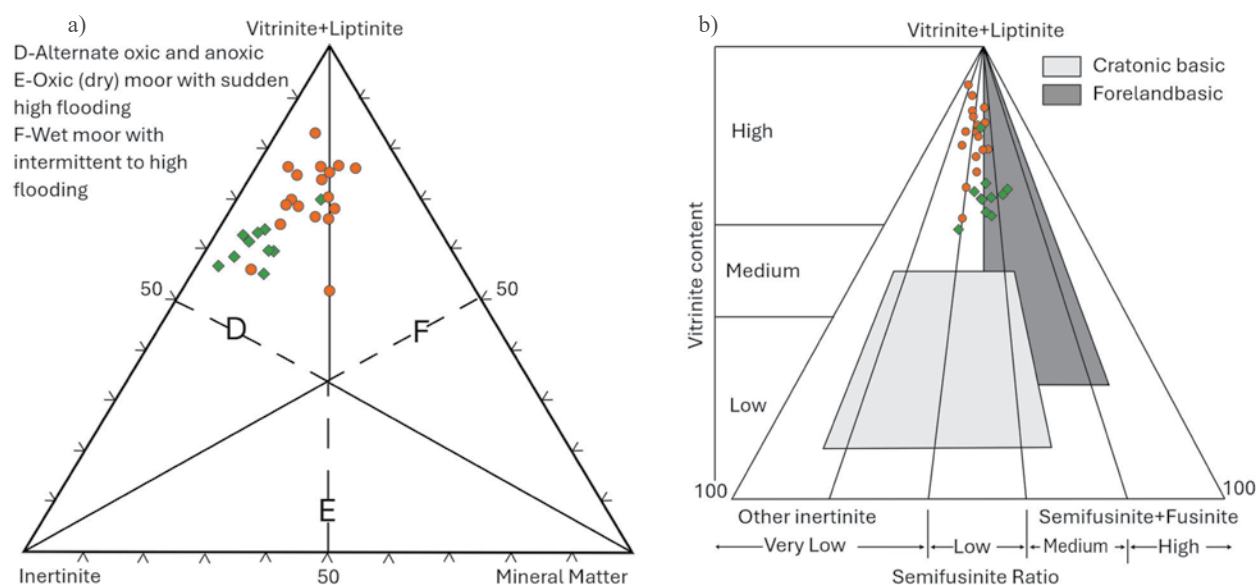 a)
Vitrinite+Liptinite
D-Alternate oxic and anoxic
E-Oxic (dry) moor with sudden
high flooding
F-Wet moor with
intermittent to high
flooding
50
50
D
F
E
Inertinite
50
Mineral Matter
b)
Vitrinite+Liptinite
Cratonic basic
Forelandbasic
High
Medium
Low
Vitrinite content
100
100
Other inertinite
Semifusinite+Fusinite
Very Low
Low
Medium
High
Semifusinite Ratio